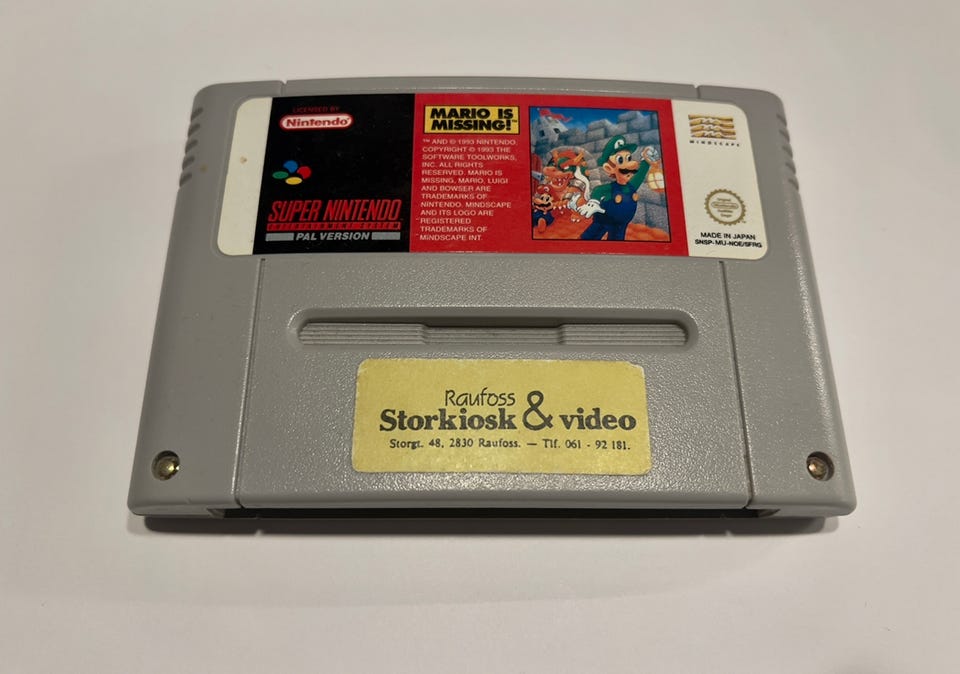 LICENSED BY
Nintendo
SUPER NINTENDO
ENTERTAINMENT SYSTEM
PAL VERSION
MARIO IS
MISSING!™
™ AND © 1993 NINTENDO.
COPYRIGHT © 1993 THE
SOFTWARE TOOLWORKS,
INC. ALL RIGHTS
RESERVED. MARIO IS
MISSING, MARIO, LUIGI
AND BOWSER ARE
TRADEMARKS OF
NINTENDO. MINDSCAPE
AND ITS LOGO ARE
REGISTERED
TRADEMARKS OF
MINDSCAPE INT.
MINDSCAPE
MADE IN JAPAN
SNSP-MU-NOE/SFRG
Raufoss
Storkiosk & video
Storgt. 48, 2830 Raufoss. — Tlf. 061 - 92 181.